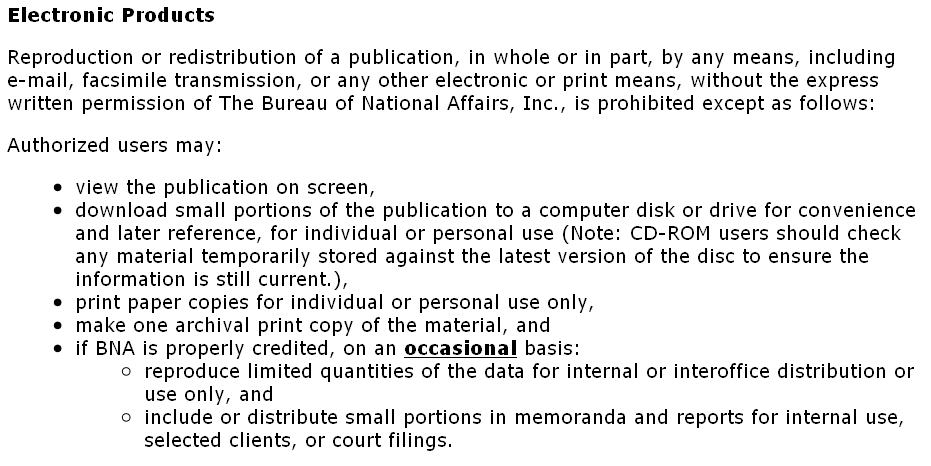 Electronic Products
Reproduction or redistribution of a publication, in whole or in part, by any means, including
e-mail, facsimile transmission, or any other electronic or print means, without the express
written permission of The Bureau of National Affairs, Inc., is prohibited except as follows:
Authorized users may:
• view the publication on screen,
• download small portions of the publication to a computer disk or drive for convenience
and later reference, for individual or personal use (Note: CD-ROM users should check
any material temporarily stored against the latest version of the disc to ensure the
information is still current.),
• print paper copies for individual or personal use only,
• make one archival print copy of the material, and
• if BNA is properly credited, on an occasional basis:
○ reproduce limited quantities of the data for internal or interoffice distribution or
use only, and
○ include or distribute small portions in memoranda and reports for internal use,
selected clients, or court filings.